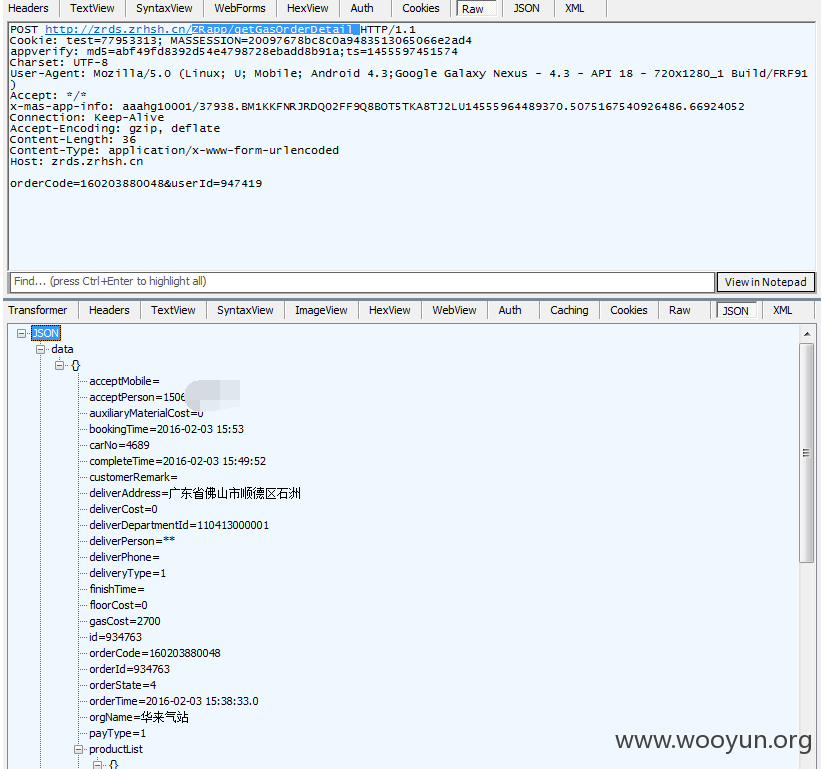 Headers TextView SyntaxView WebForms HexView Auth Cookies Raw JSON XML
POST http://zrds.zrhsh.cn/ZRapp/getGasOrderDetail HTTP/1.1
Cookie: test=77953313; MASSESSION=20097678bc8c0a9483513065066e2ad4
appverify: md5=abf49fd8392d54e4798728ebadd8b91a;ts=1455597451574
Charset: UTF-8
User-Agent: Mozilla/5.0 (Linux; U; Mobile; Android 4.3;Google Galaxy Nexus - 4.3 - API 18 - 720x1280_1 Build/FRF91
)
Accept: */*
x-mas-app-info: aaahg10001/37938.BM1KKFNRJRDQO2FF9Q8BOT5TKA8TJ2LU14555964489370.5075167540926486.66924052
Connection: Keep-Alive
Accept-Encoding: gzip, deflate
Content-Length: 36
Content-Type: application/x-www-form-urlencoded
Host: zrds.zrhsh.cn
orderCode=160203880048&userId=947419
Find... (press Ctrl+Enter to highlight all) View in Notepad
Transformer Headers TextView SyntaxView ImageView HexView WebView Auth Caching Cookies Raw JSON XML
JSON
data
{}
acceptMobile=
acceptPerson=1506
auxiliaryMaterialCost=0
bookingTime=2016-02-03 15:53
carNo=4689
completeTime=2016-02-03 15:49:52
customerRemark=
deliverAddress=广东省佛山市顺德区石洲
deliverCost=0
deliverDepartmentId=110413000001
deliverPerson=**
deliverPhone=
deliveryType=1
finishTime=
floorCost=0
gasCost=2700
id=934763
orderCode=160203880048
orderId=934763
orderState=4
orderTime=2016-02-03 15:38:33.0
orgName=华来气站
payType=1
productList
{}
www.wooyun.org